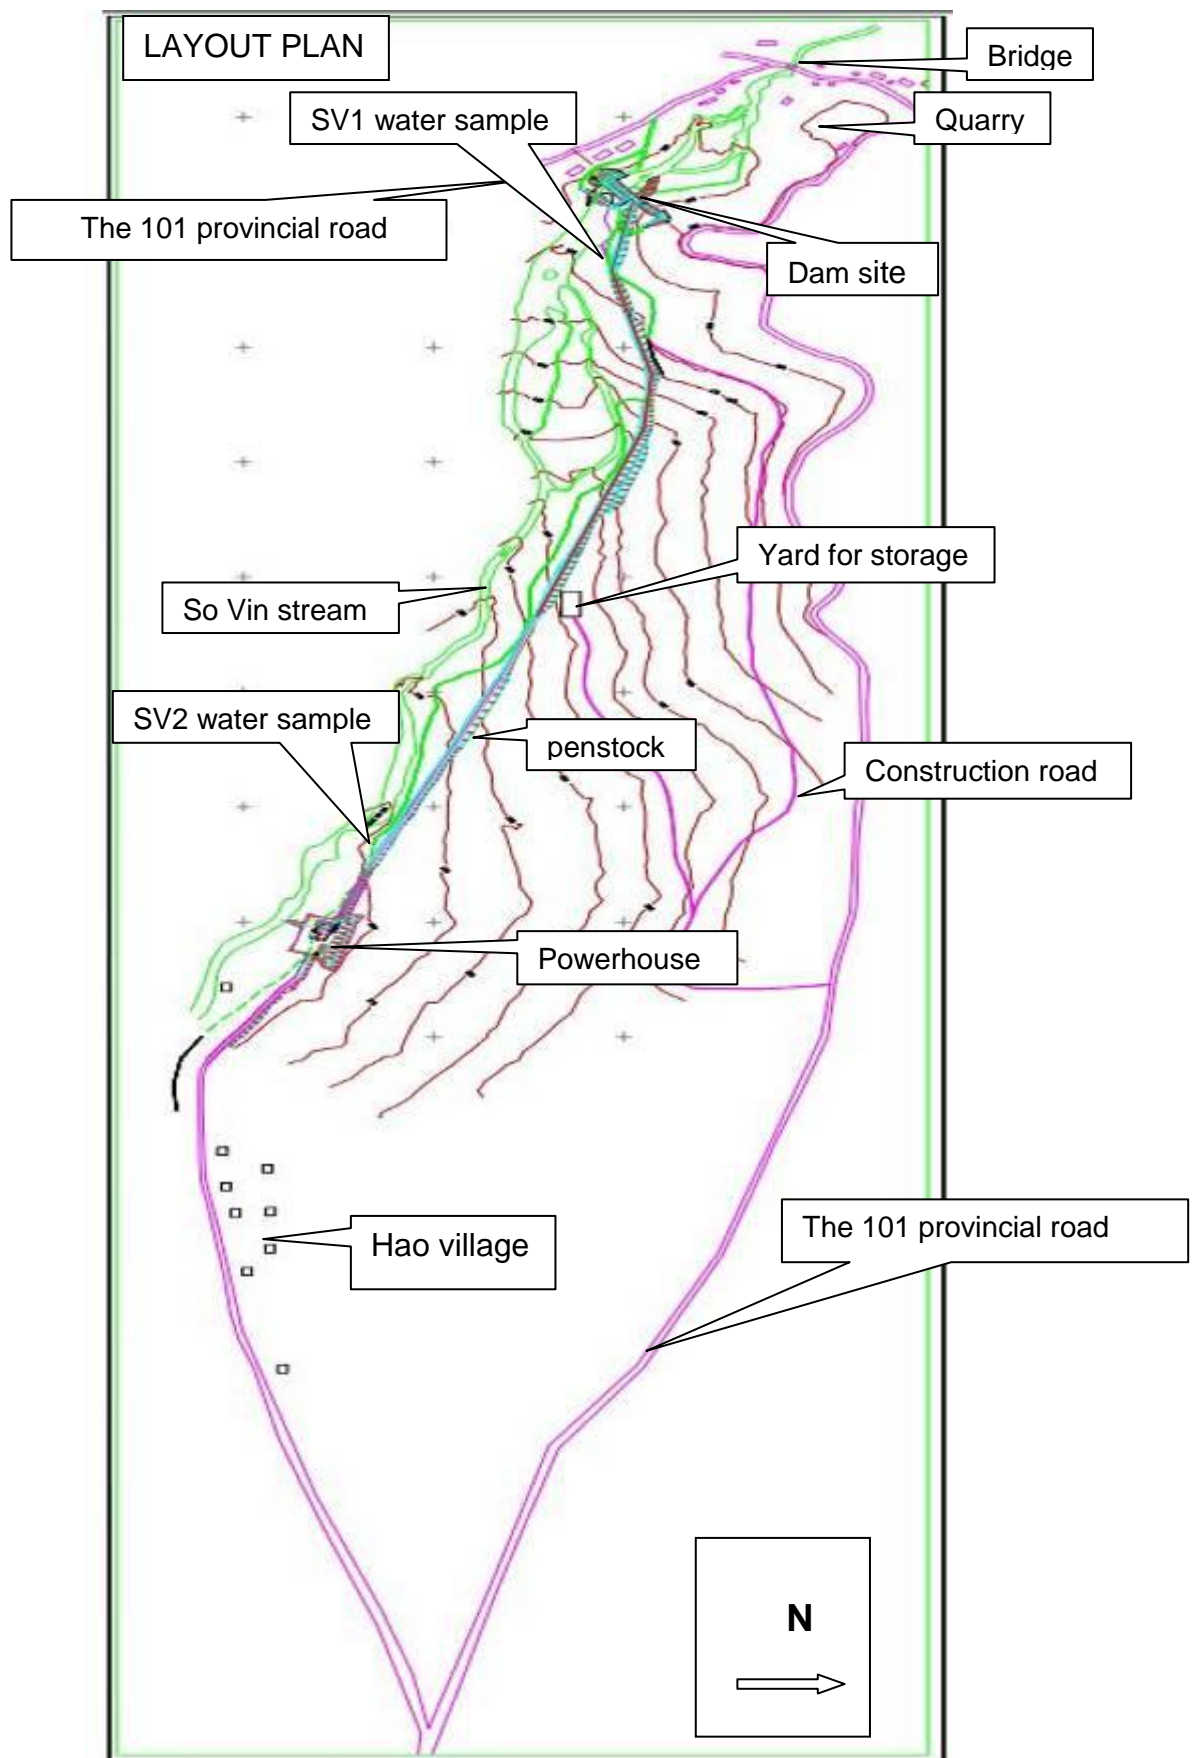 LAYOUT PLAN
Bridge
SV1 water sample
Quarry
The 101 provincial road
Dam site
Yard for storage
So Vin stream
SV2 water sample
penstock
Construction road
Powerhouse
The 101 provincial road
Hao village
N